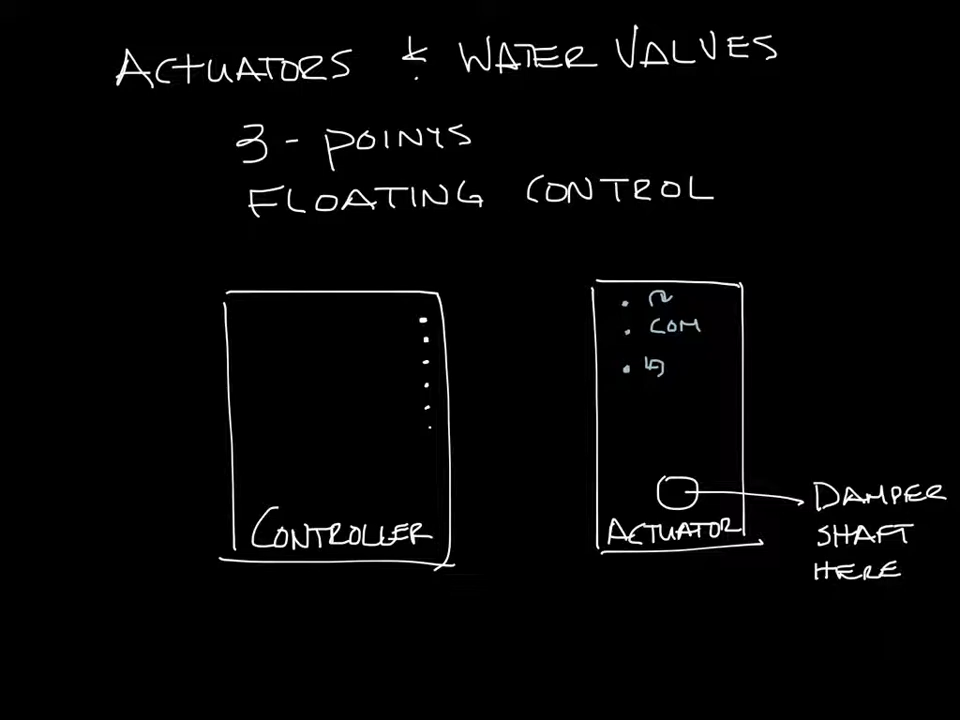 ACTUATORS & WATER VALVES
3 - POINTS
FLOATING CONTROL
COM
CONTROLLER
ACTUATOR
DAMPER
SHAFT
HERE